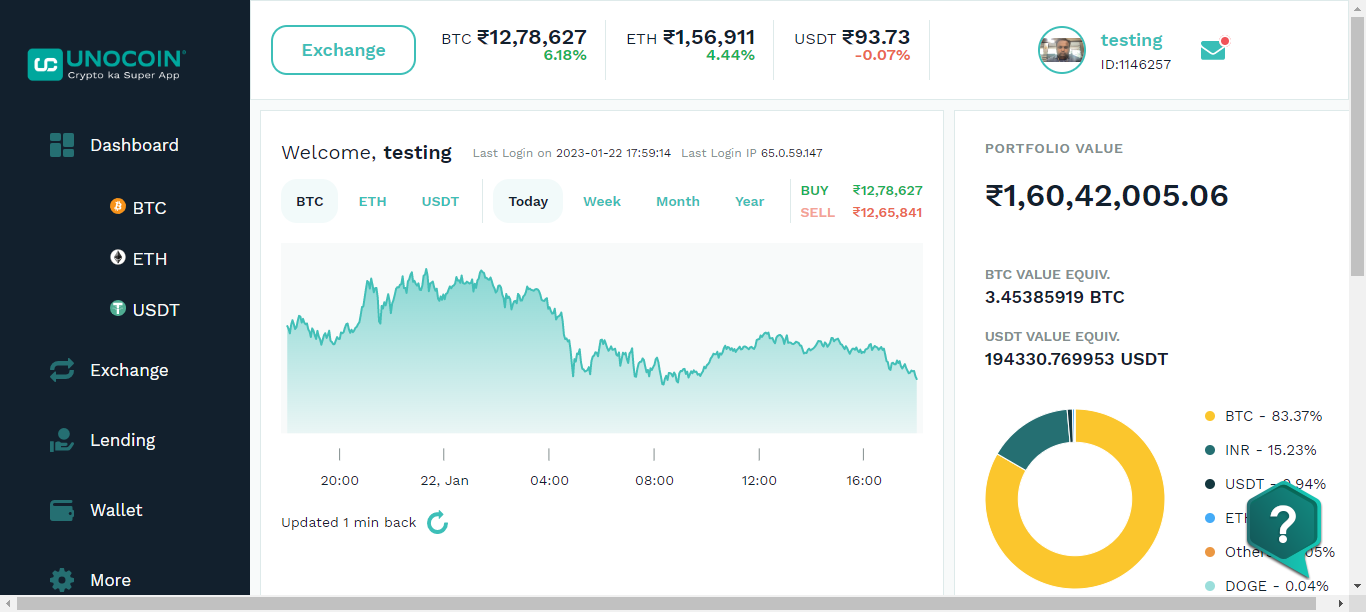 UNOCOIN
Crypto ka Super App
Dashboard
BTC
ETH
USDT
Exchange
Lending
Wallet
More
Exchange
BTC ₹12,78,627
6.18%
ETH ₹1,56,911
4.44%
USDT ₹93.73
-0.07%
testing
ID:1146257
Welcome, testing Last Login on 2023-01-22 17:59:14 Last Login IP 65.0.59.147
BTC ETH USDT Today Week Month Year
BUY ₹12,78,627
SELL ₹12,65,841
20:00 22, Jan 04:00 08:00 12:00 16:00
Updated 1 min back
PORTFOLIO VALUE
₹1,60,42,005.06
BTC VALUE EQUIV.
3.45385919 BTC
USDT VALUE EQUIV.
194330.769953 USDT
BTC - 83.37%
INR - 15.23%
USDT - 0.94%
ETH
?
DOGE - 0.04%